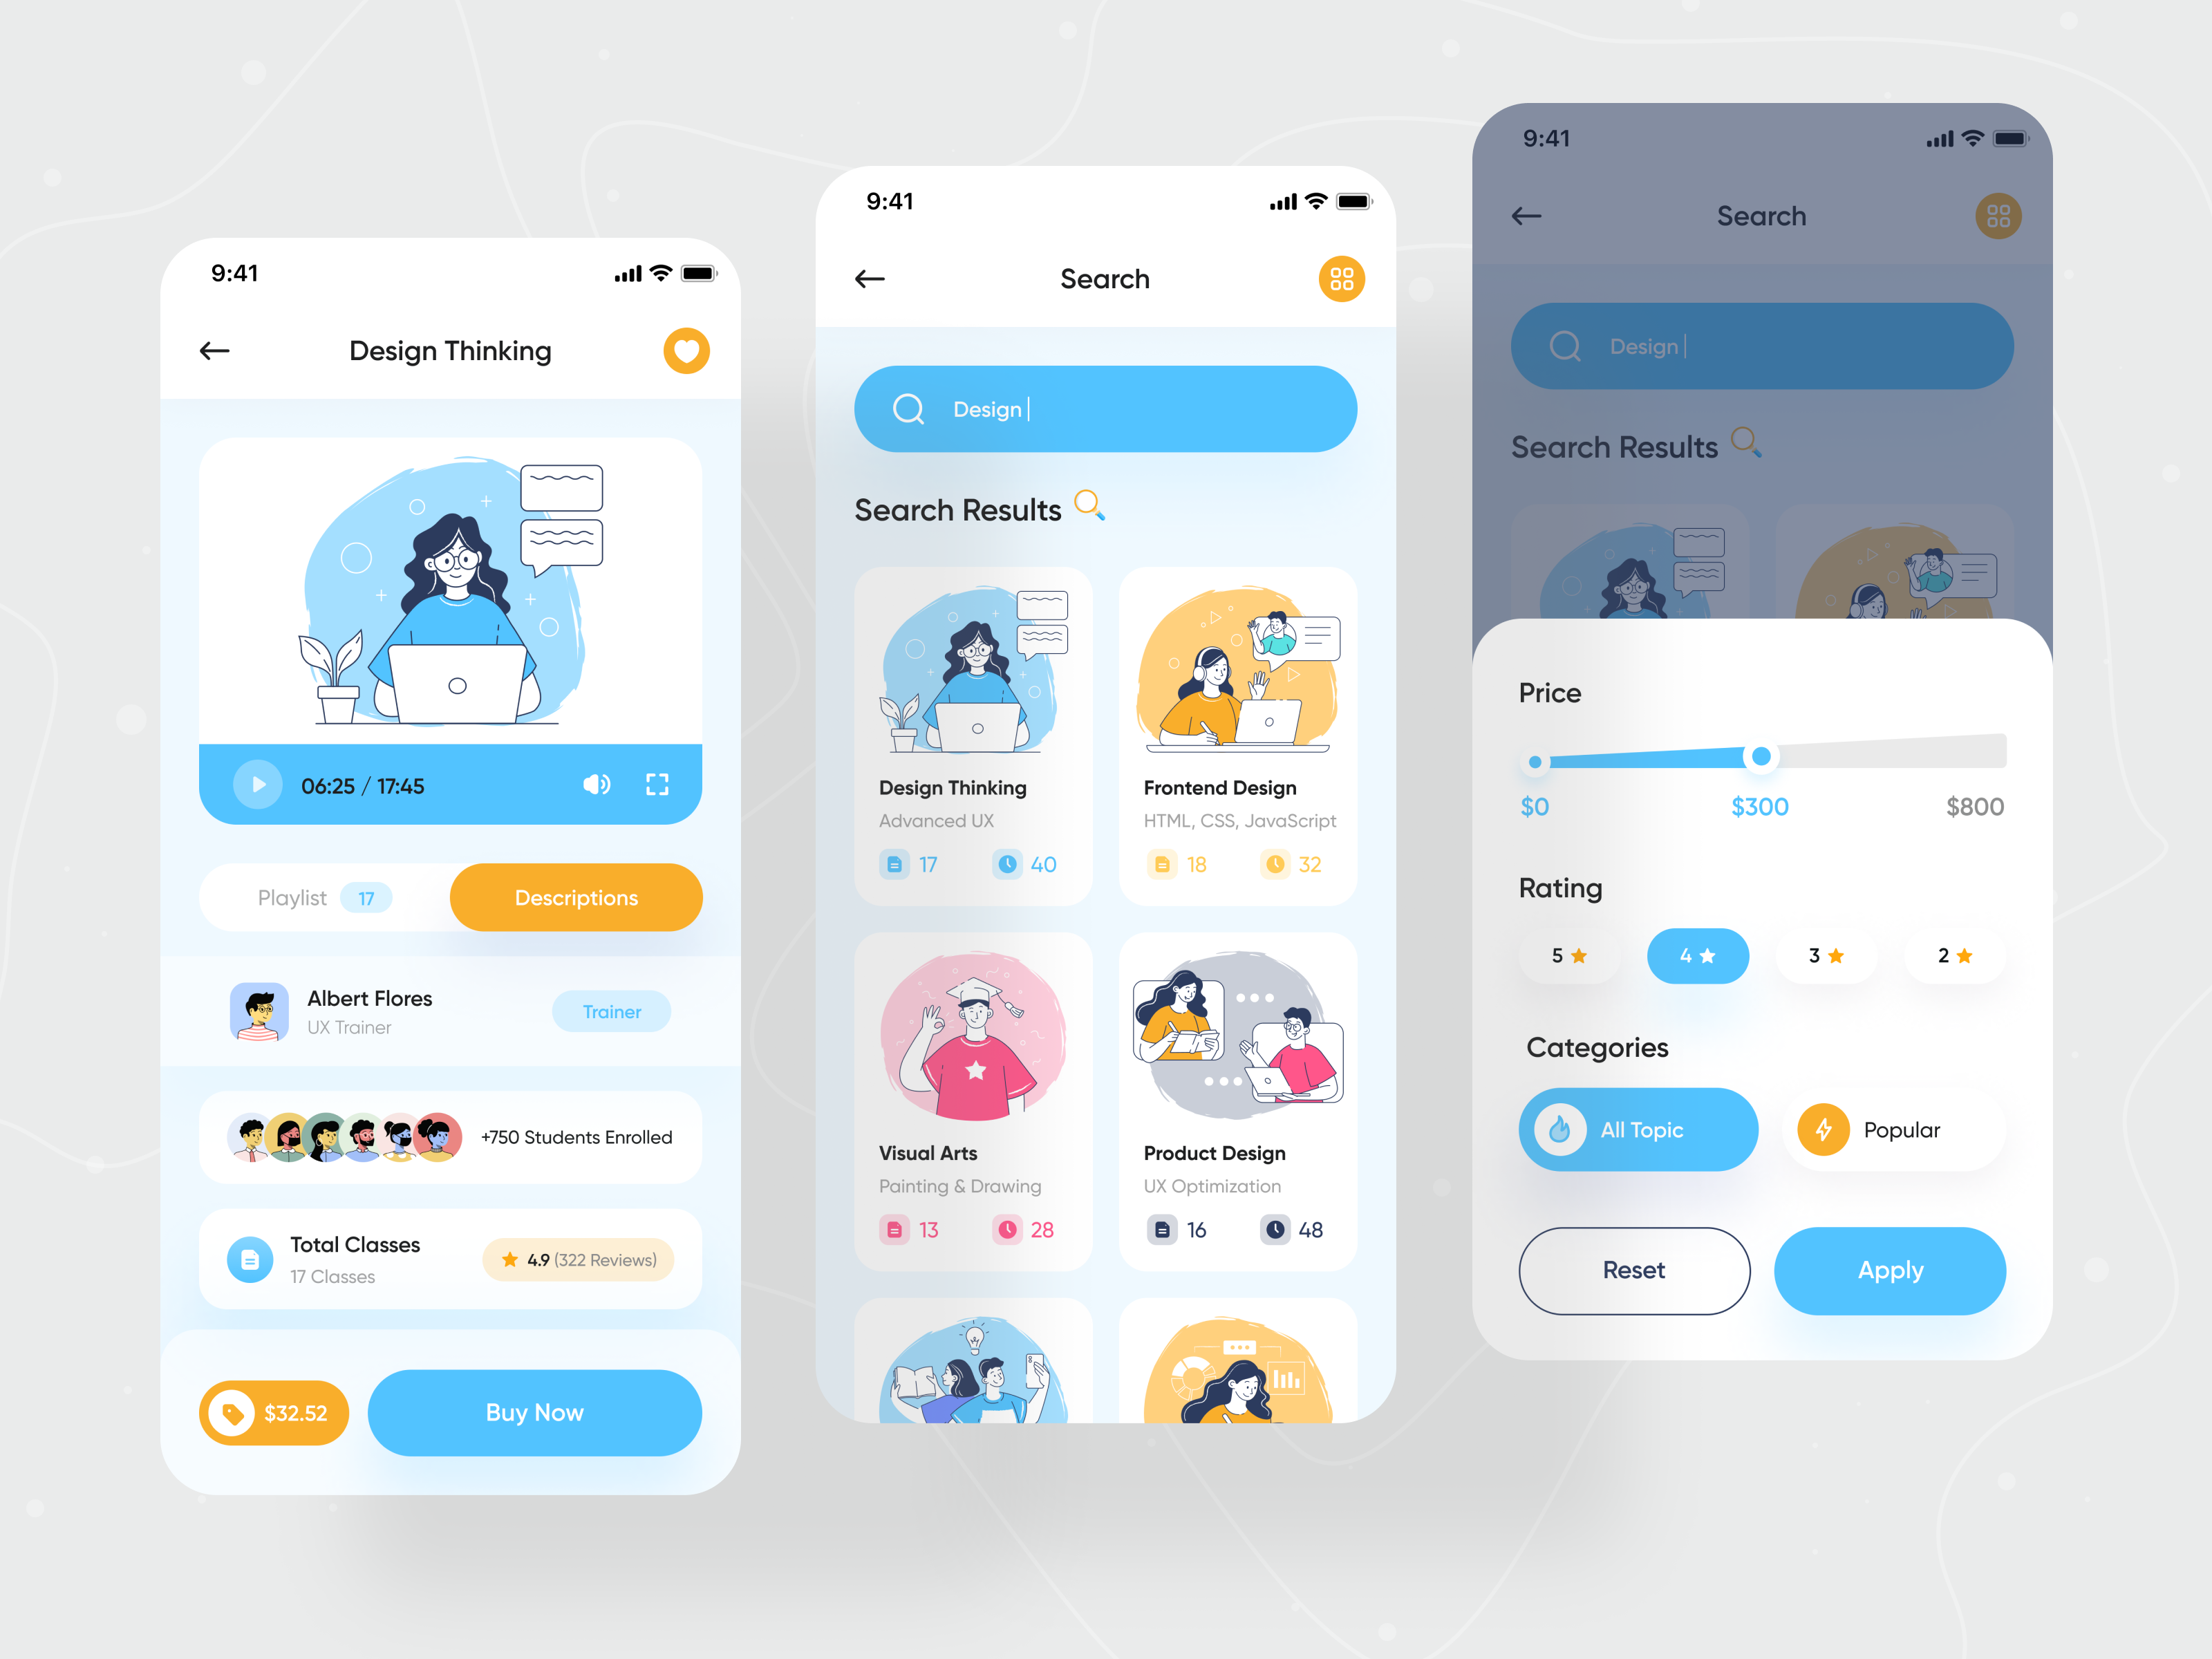 9:41
Design Thinking
06:25 / 17:45
Playlist 17
Descriptions
Albert Flores
UX Trainer
Trainer
+750 Students Enrolled
Total Classes
17 Classes
4.9 (322 Reviews)
$32.52
Buy Now
9:41
Search
Design
Search Results
Design Thinking
Advanced UX
17 40
Frontend Design
HTML, CSS, JavaScript
18 32
Visual Arts
Painting & Drawing
13 28
Product Design
UX Optimization
16 48
9:41
Search
Design
Search Results
Price
$0 $300 $800
Rating
5 4 3 2
Categories
All Topic
Popular
Reset
Apply